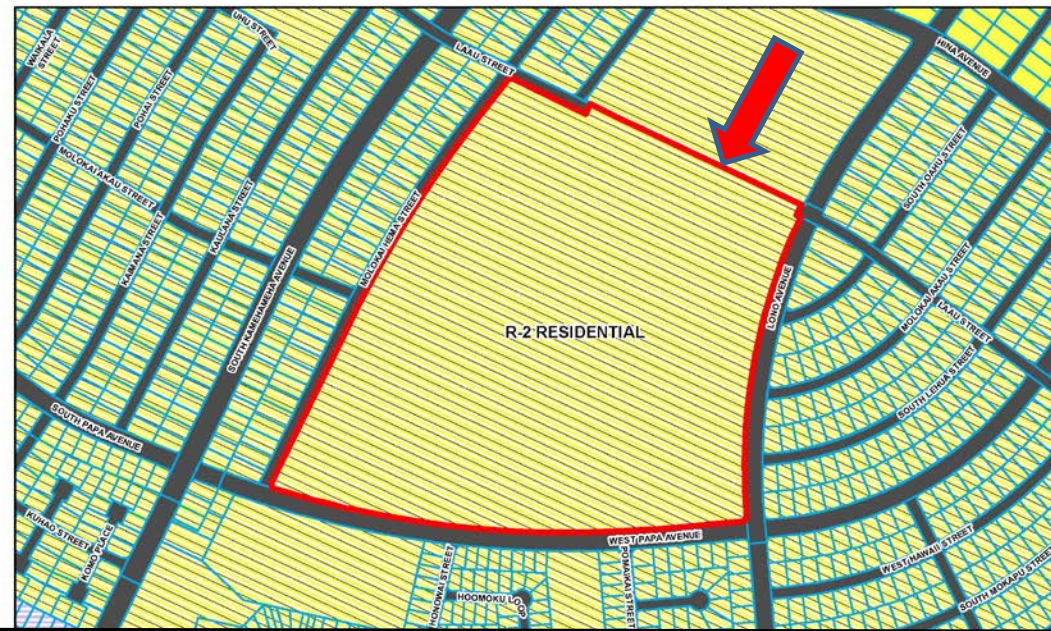 WAIKALA
STREET
UHU STREET
LAAU STREET
HINA AVENUE
POHAKU STREET
POHAI STREET
MOLOKAI AKAU STREET
KAIMANA STREET
KAULANA STREET
SOUTH KAMEHAMEHA AVENUE
MOLOKAI HEMA STREET
SOUTH OAHU STREET
LONO AVENUE
MOLOKAI AKAU STREET
LAAU STREET
R-2 RESIDENTIAL
SOUTH LEHUA STREET
SOUTH PAPA AVENUE
KUHAO STREET
KOMO PLACE
WEST PAPA AVENUE
HONOWAI STREET
HOOMOKU LOOP
POMAIKAI STREET
WEST HAWAII STREET
SOUTH MOKAPU STREET